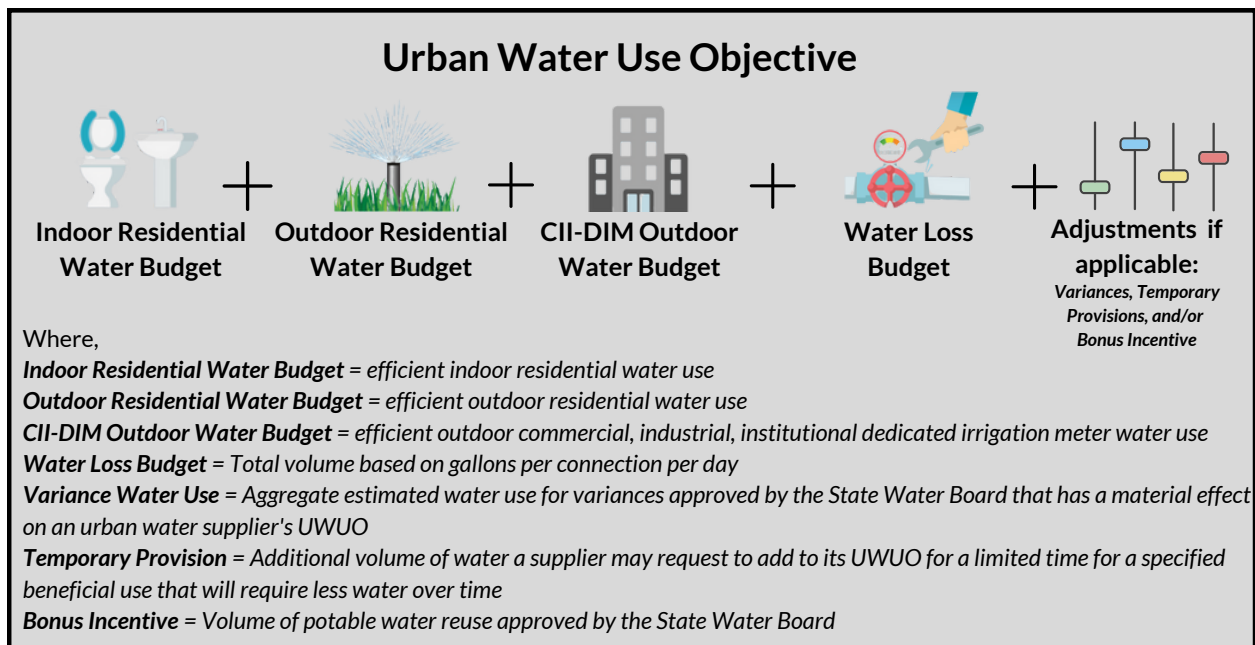 Urban Water Use Objective
Indoor Residential
Water Budget
+
Outdoor Residential
Water Budget
+
CII-DIM Outdoor
Water Budget
+
Water Loss
Budget
+
Adjustments if
applicable:
Variances, Temporary
Provisions, and/or
Bonus Incentive
Where,
Indoor Residential Water Budget = efficient indoor residential water use
Outdoor Residential Water Budget = efficient outdoor residential water use
CII-DIM Outdoor Water Budget = efficient outdoor commercial, industrial, institutional dedicated irrigation meter water use
Water Loss Budget = Total volume based on gallons per connection per day
Variance Water Use = Aggregate estimated water use for variances approved by the State Water Board that has a material effect
on an urban water supplier's UWUO
Temporary Provision = Additional volume of water a supplier may request to add to its UWUO for a limited time for a specified
beneficial use that will require less water over time
Bonus Incentive = Volume of potable water reuse approved by the State Water Board